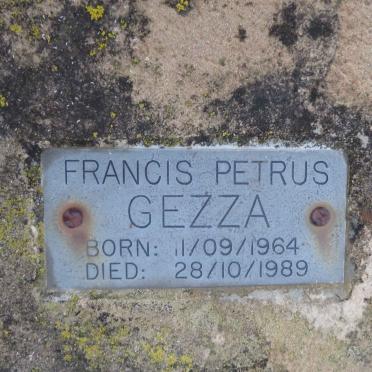 FRANCIS PETRUS
GEZZA
BORN: 11/09/1964
DIED: 28/10/1989